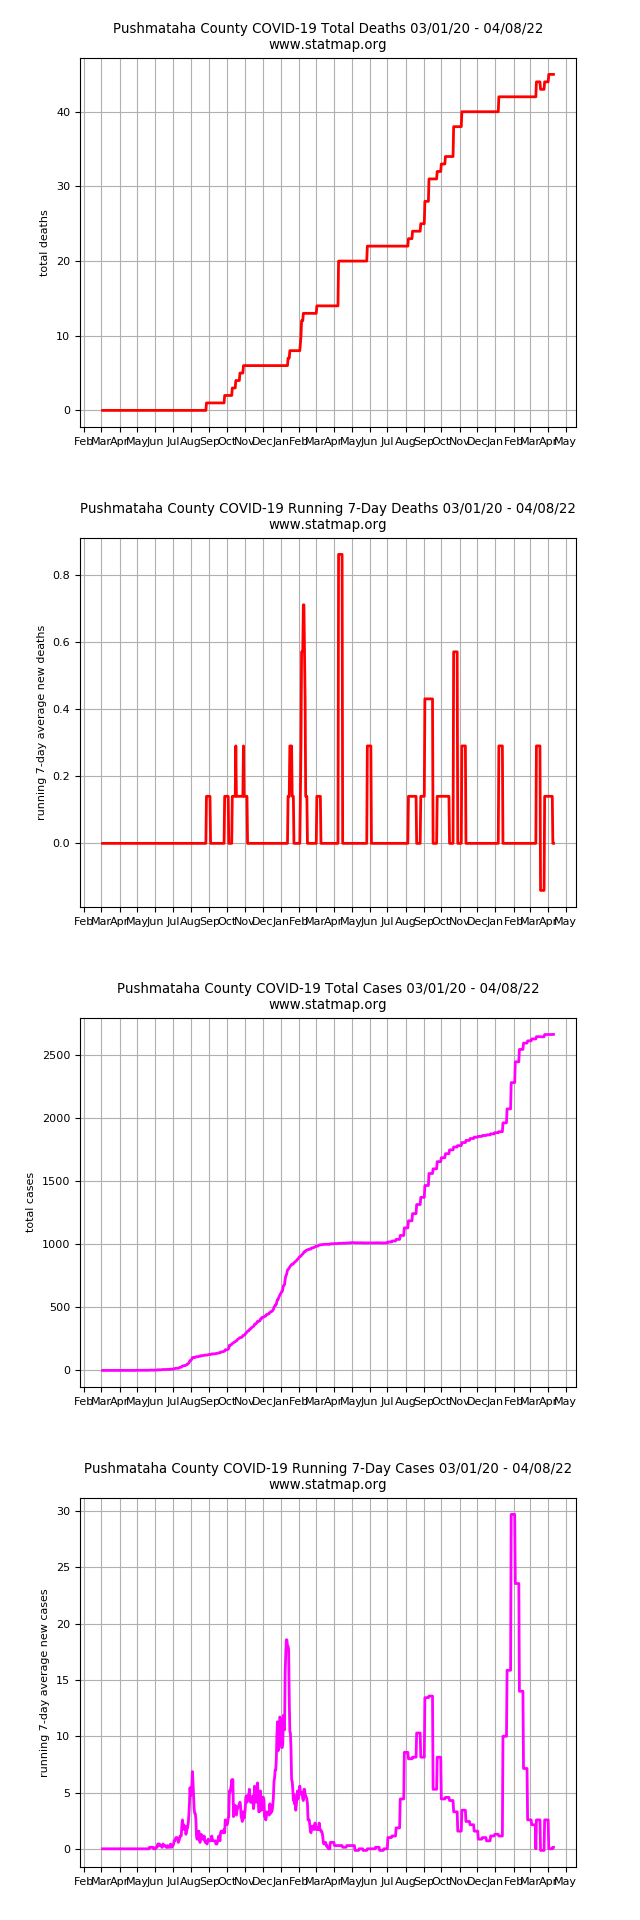 Pushmataha County COVID-19 Total Deaths 03/01/20 - 04/08/22
www.statmap.org
total deaths
40
30
20
10
0
Feb Mar Apr May Jun Jul Aug Sep Oct Nov Dec Jan Feb Mar Apr May Jun Jul Aug Sep Oct Nov Dec Jan Feb Mar Apr May
Pushmataha County COVID-19 Running 7-Day Deaths 03/01/20 - 04/08/22
www.statmap.org
running 7-day average new deaths
0.8
0.6
0.4
0.2
0.0
Feb Mar Apr May Jun Jul Aug Sep Oct Nov Dec Jan Feb Mar Apr May Jun Jul Aug Sep Oct Nov Dec Jan Feb Mar Apr May
Pushmataha County COVID-19 Total Cases 03/01/20 - 04/08/22
www.statmap.org
total cases
2500
2000
1500
1000
500
0
Feb Mar Apr May Jun Jul Aug Sep Oct Nov Dec Jan Feb Mar Apr May Jun Jul Aug Sep Oct Nov Dec Jan Feb Mar Apr May
Pushmataha County COVID-19 Running 7-Day Cases 03/01/20 - 04/08/22
www.statmap.org
running 7-day average new cases
30
25
20
15
10
5
0
Feb Mar Apr May Jun Jul Aug Sep Oct Nov Dec Jan Feb Mar Apr May Jun Jul Aug Sep Oct Nov Dec Jan Feb Mar Apr May